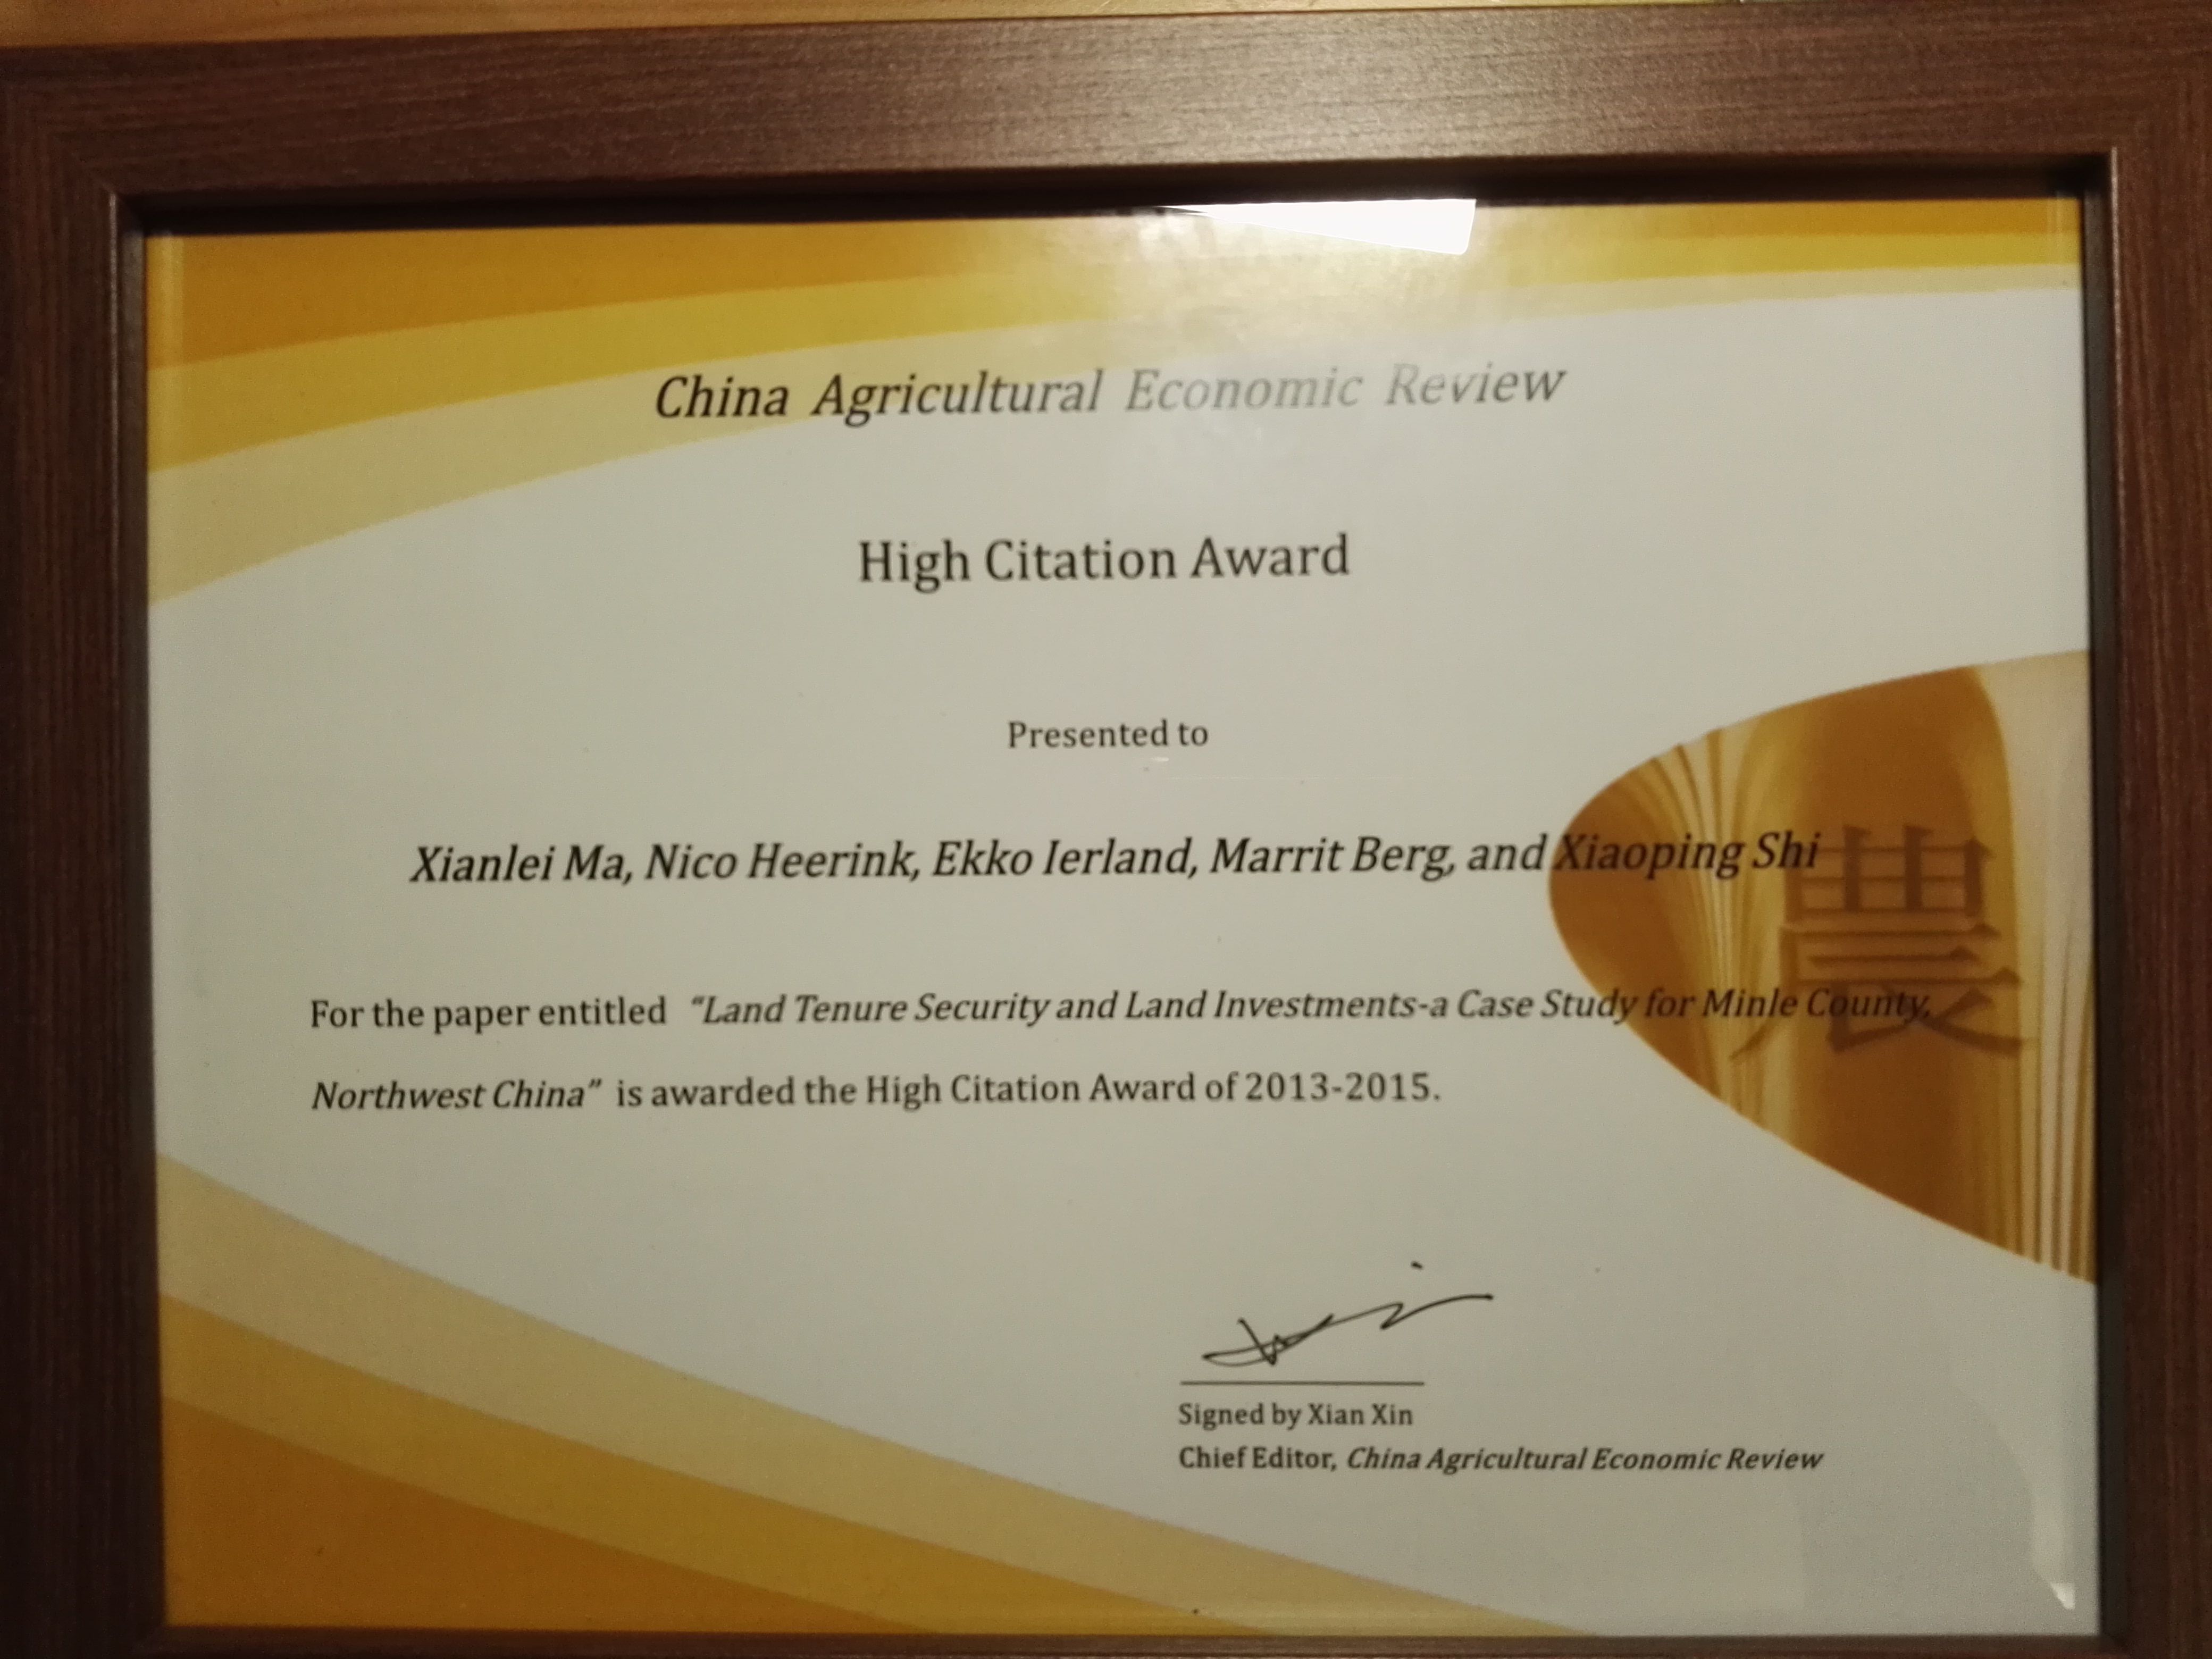 China Agricultural Economic Review
High Citation Award
Presented to
Xianlei Ma, Nico Heerink, Ekko Ierland, Marrit Berg, and Xiaoping Shi
農
For the paper entitled “Land Tenure Security and Land Investments-a Case Study for Minle County,
Northwest China” is awarded the High Citation Award of 2013-2015.
Signed by Xian Xin
Chief Editor, China Agricultural Economic Review